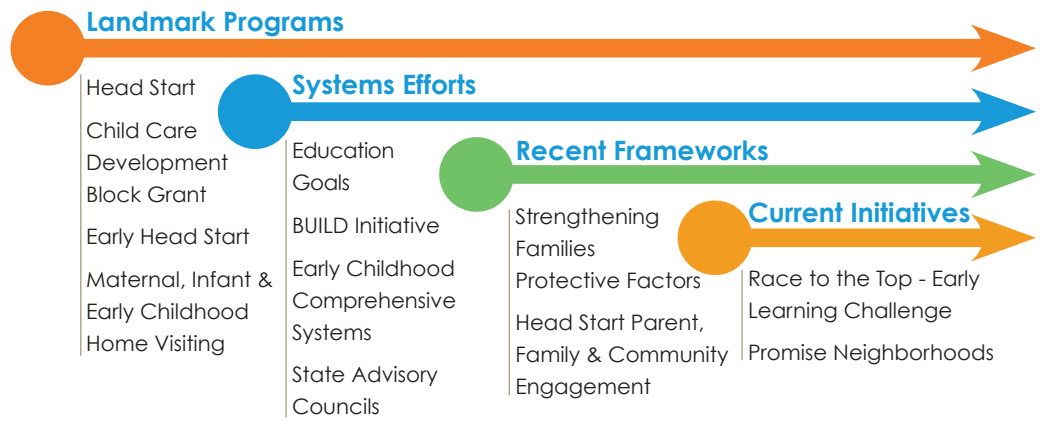 Landmark Programs
Head Start
Child Care
Development
Block Grant
Early Head Start
Maternal, Infant &
Early Childhood
Home Visiting
Systems Efforts
Education
Goals
BUILD Initiative
Early Childhood
Comprehensive
Systems
State Advisory
Councils
Recent Frameworks
Strengthening
Families
Protective Factors
Head Start Parent,
Family & Community
Engagement
Current Initiatives
Race to the Top - Early
Learning Challenge
Promise Neighborhoods